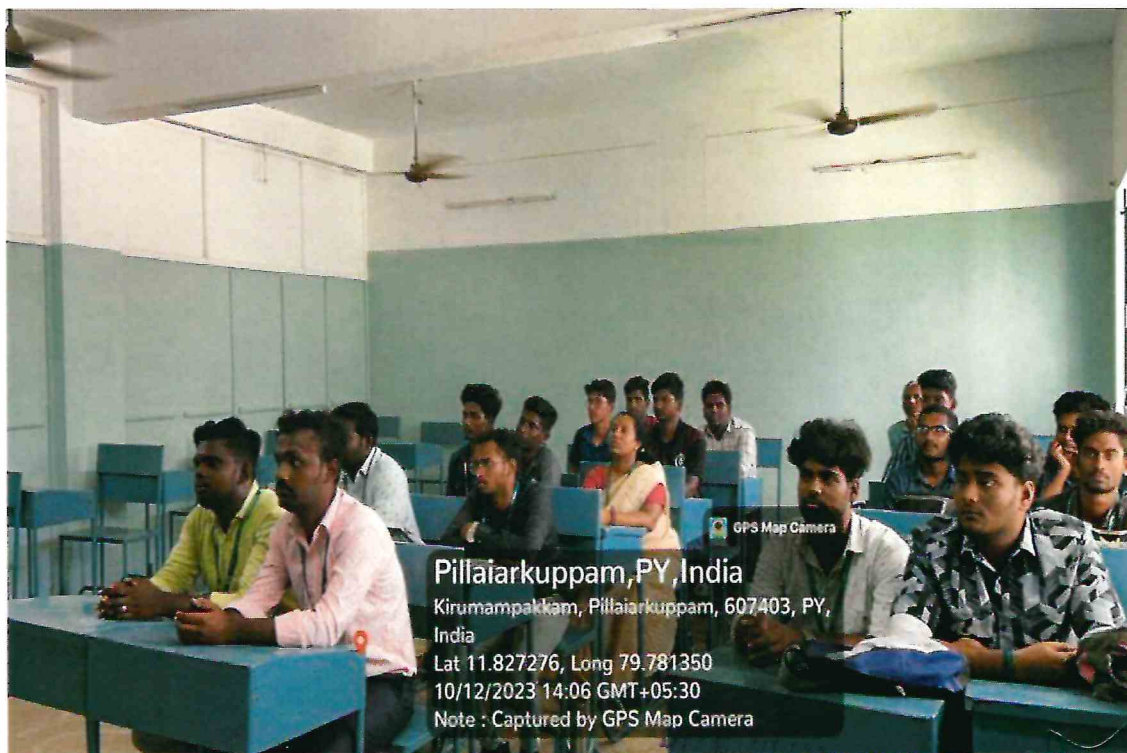 GPS Map Camera
Pillaiarkuppam,PY,India
Kirumampakkam, Pillaiarkuppam, 607403, PY,
India
Lat 11.827276, Long 79.781350
10/12/2023 14:06 GMT+05:30
Note : Captured by GPS Map Camera